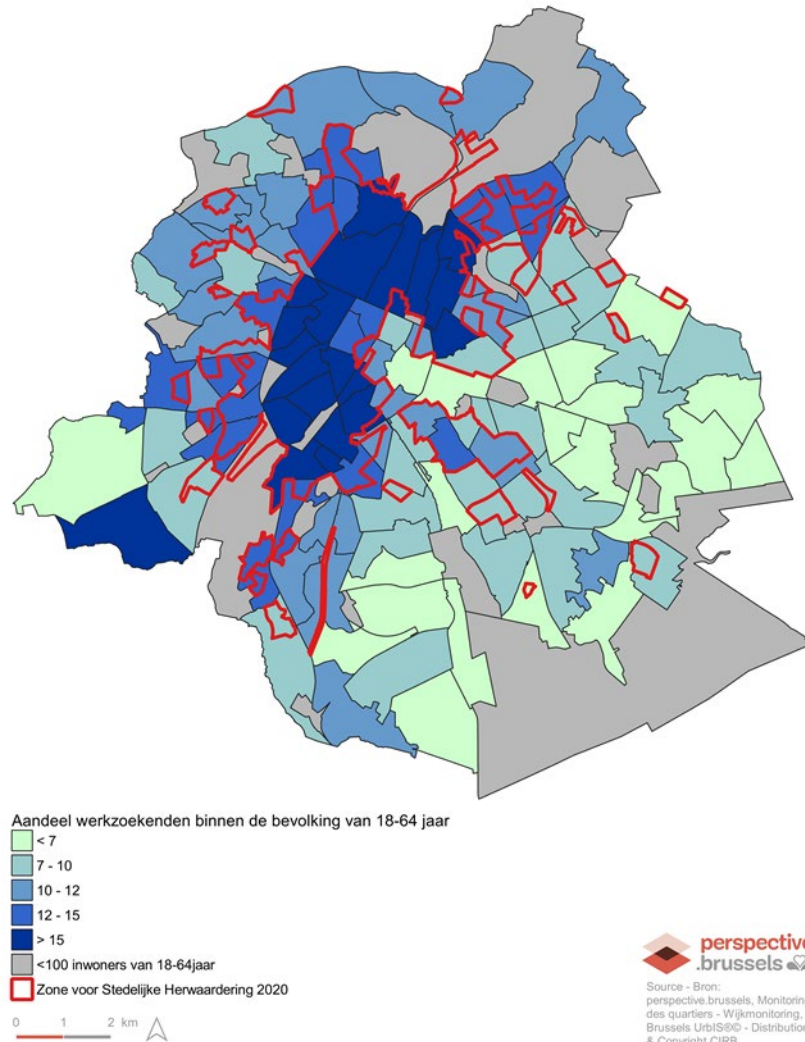 Aandeel werkzoekenden binnen de bevolking van 18-64 jaar
< 7
7 - 10
10 - 12
12 - 15
> 15
<100 inwoners van 18-64jaar
Zone voor Stedelijke Herwaardering 2020
0 1 2 km
perspective
.brussels
Source - Bron:
perspective.brussels, Monitoring
des quartiers - Wijkmonitoring,
Brussels UrbIS®© - Distribution
& Copyright CIRB